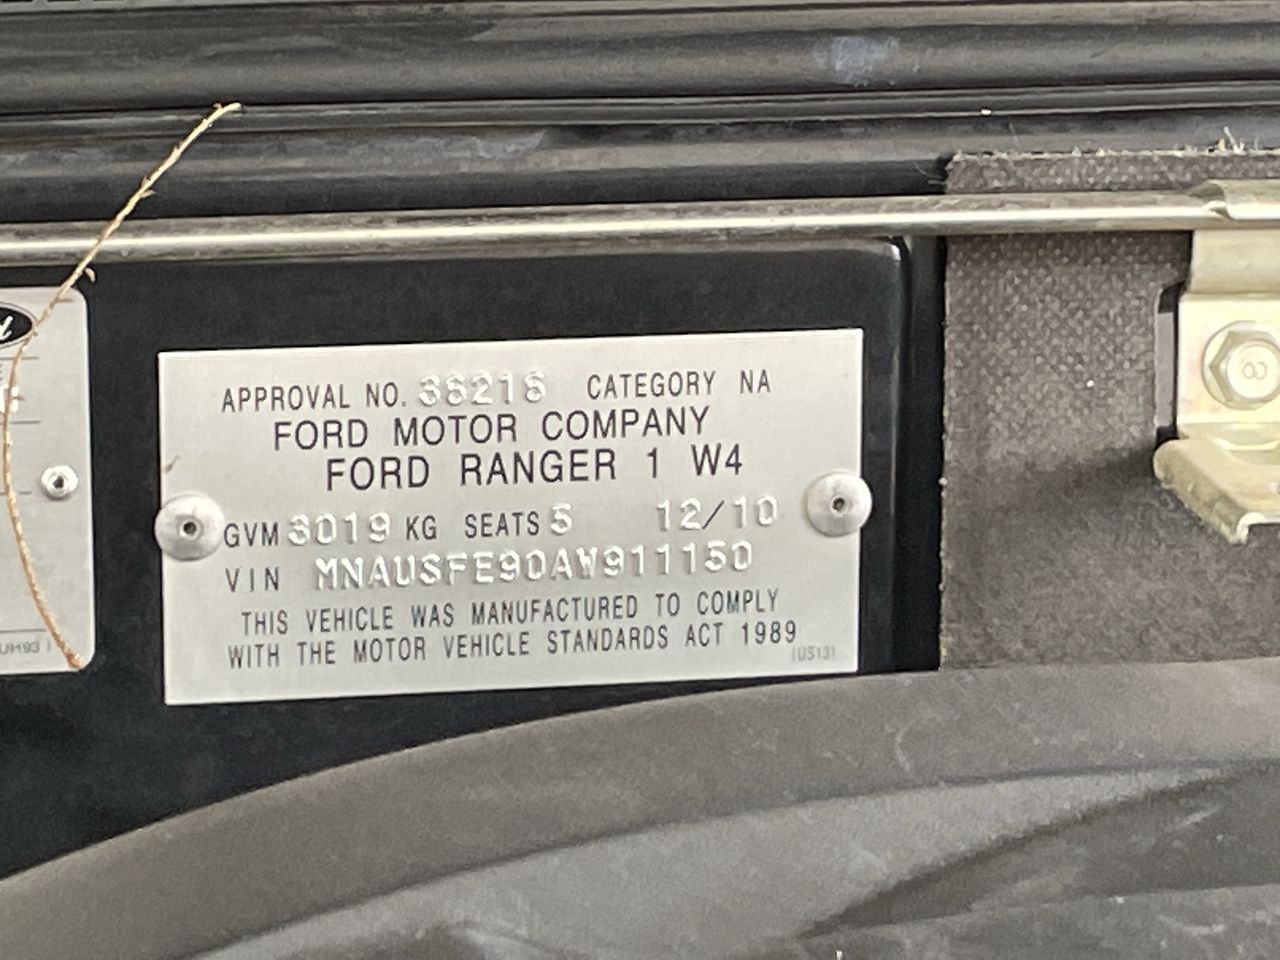 APPROVAL NO. 36216 CATEGORY NA
FORD MOTOR COMPANY
FORD RANGER 1 W4
GVM 3019 KG SEATS 5 12/10
VIN MNAUSFE90AW911150
THIS VEHICLE WAS MANUFACTURED TO COMPLY
WITH THE MOTOR VEHICLE STANDARDS ACT 1989
(US13)
8